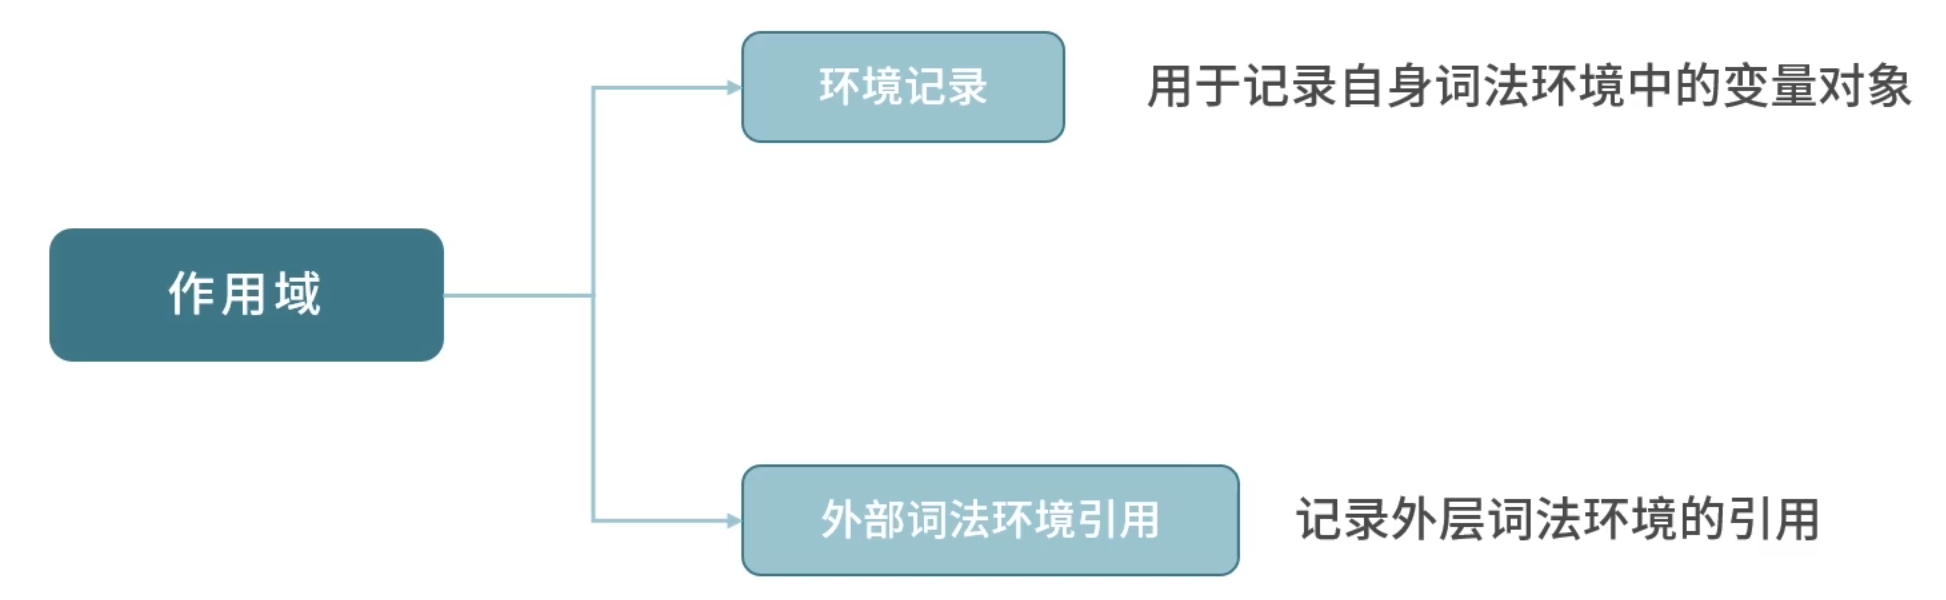 环境记录
用于记录自身词法环境中的变量对象
作用域
外部词法环境引用
记录外层词法环境的引用